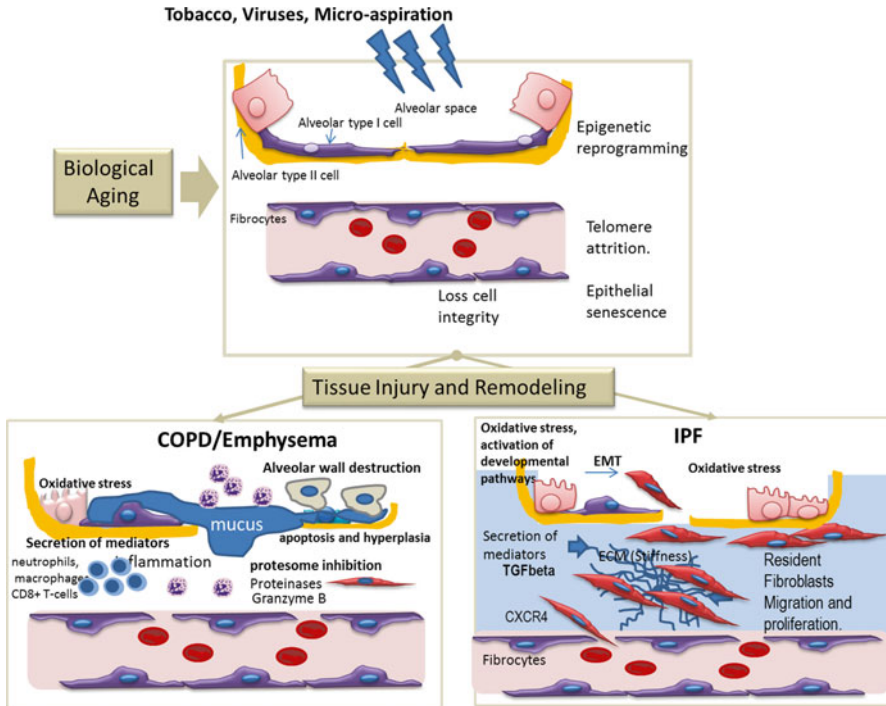 Tobacco, Viruses, Micro-aspiration
Alveolar space
Alveolar type I cell
Epigenetic
reprogramming
Biological
Aging
Alveolar type II cell
Fibrocytes
Telomere
attrition.
Loss cell
integrity
Epithelial
senescence
Tissue Injury and Remodeling
COPD/Emphysema
Oxidative stress
Alveolar wall destruction
mucus
apoptosis and hyperplasia
Secretion of mediators
neutrophils,
macrophage
CD8+ T-cells
flammation
protesome inhibition
Proteinases
Granzyme B
IPF
Oxidative stress,
activation of
developmental
pathways
EMT
Oxidative stress
Secretion of
mediators
TGFbeta
ECM (Stiffness)
CXCR4
Resident
Fibroblasts
Migration and
proliferation.
Fibrocytes